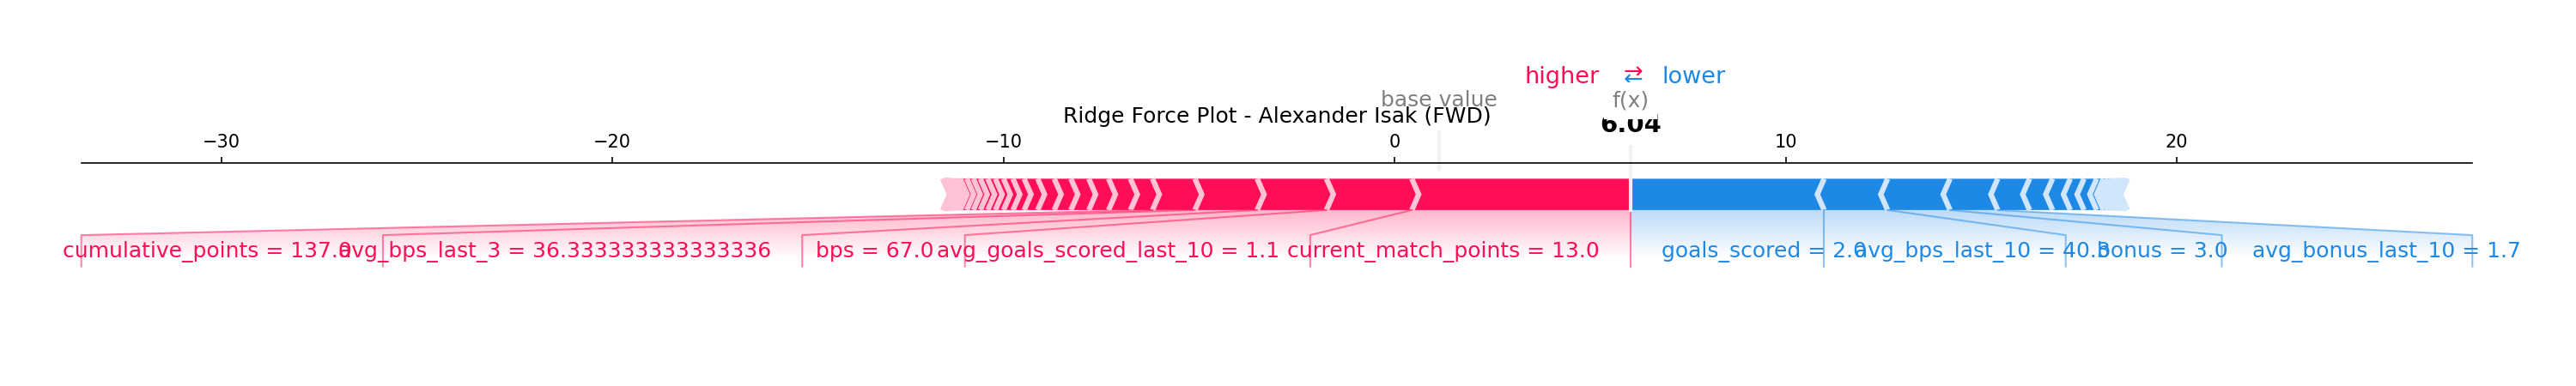 higher ⇄ lower
base value f(x)
Ridge Force Plot - Alexander Isak (FWD) 6.04
−30 −20 −10 0 10 20
cumulative_points = 137.0 avg_bps_last_3 = 36.333333333333336 bps = 67.0 avg_goals_scored_last_10 = 1.1 current_match_points = 13.0 goals_scored = 2.0 avg_bps_last_10 = 40.3 bonus = 3.0 avg_bonus_last_10 = 1.7